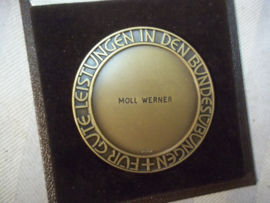 + FÜR GUTE LEISTUNGEN IN DEN BUNDESÜBUNGEN
MOLL WERNER